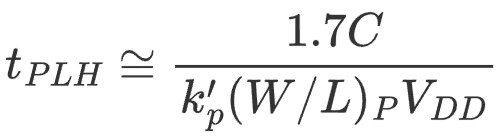 t_{PLH} \cong \frac{1.7C}{k'_p(W/L)_P V_{DD}}